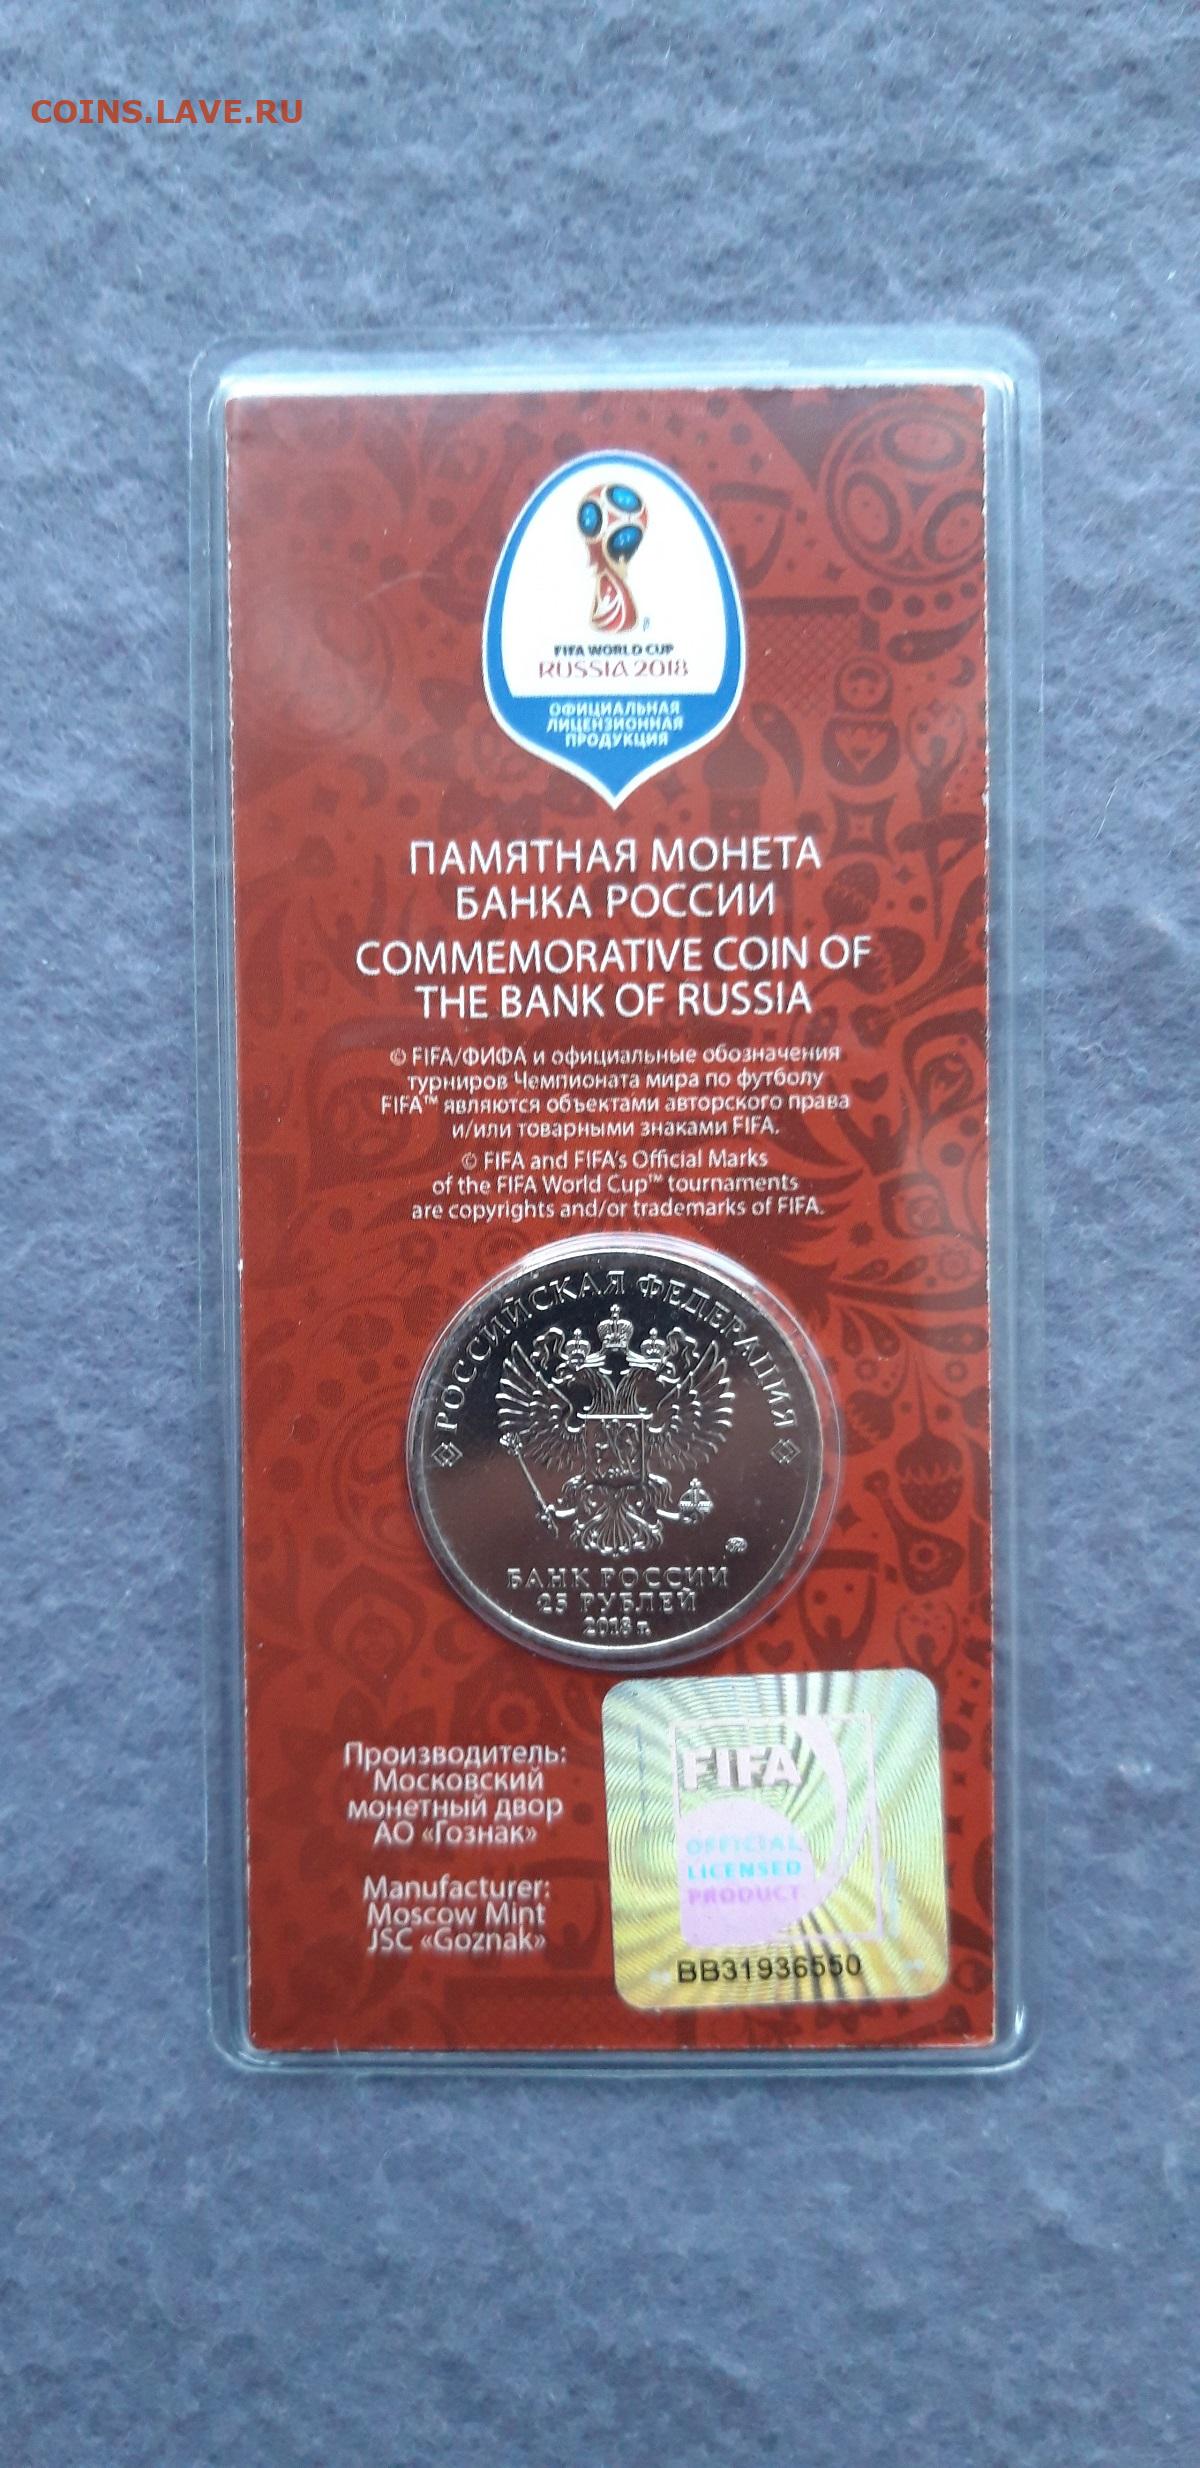 COINS.LAVE.RU
FIFA WORLD CUP
RUSSIA 2018
ОФИЦИАЛЬНАЯ
ЛИЦЕНЗИОННАЯ
ПРОДУКЦИЯ
ПАМЯТНАЯ МОНЕТА
БАНКА РОССИИ
COMMEMORATIVE COIN OF
THE BANK OF RUSSIA
© FIFA/ФИФА и официальные обозначения
турниров Чемпионата мира по футболу
FIFA™ являются объектами авторского права
и/или товарными знаками FIFA.
© FIFA and FIFA's Official Marks
of the FIFA World Cup™ tournaments
are copyrights and/or trademarks of FIFA.
РОССИЙСКАЯ ФЕДЕРАЦИЯ
БАНК РОССИИ
25 РУБЛЕЙ
2018 г.
Производитель:
Московский
монетный двор
АО «Гознак»
Manufacturer:
Moscow Mint
JSC «Goznak»
FIFA
OFFICIAL
LICENSED
PRODUCT
BB31936550